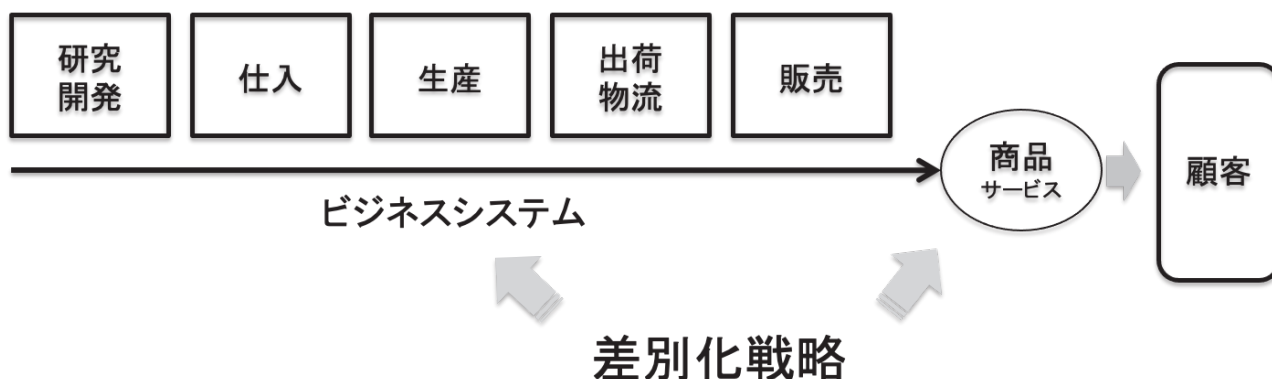 研究
開発
仕入
生産
出荷
物流
販売
商品
サービス
顧客
ビジネスシステム
差別化戦略